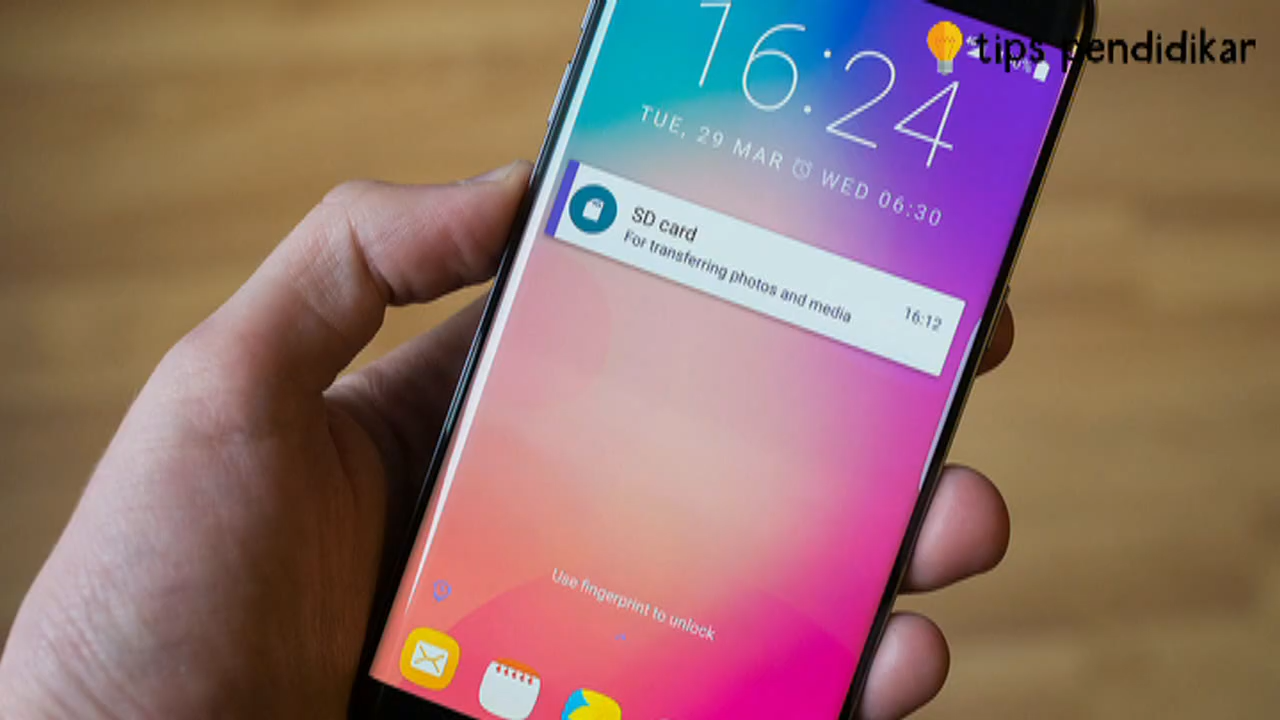 tips pendidikar
16:24
TUE, 29 MAR WED 06:30
SD card
For transferring photos and media
16:12
Use fingerprint to unlock